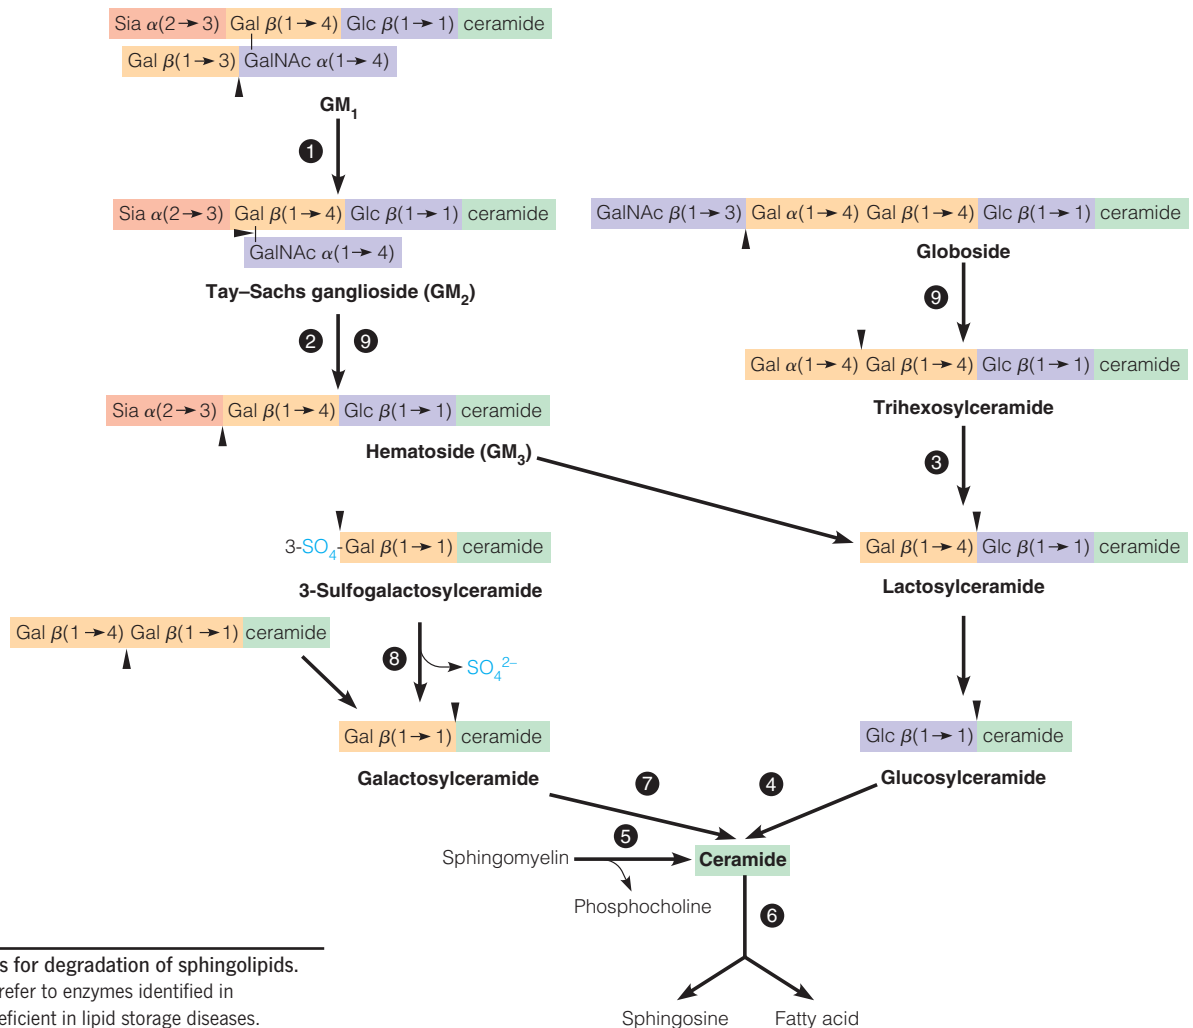 Sia α(2→3) Gal β(1→4) Glc β(1→1) ceramide
Gal β(1→3) GalNAc α(1→4)
GM1
1
Sia α(2→3) Gal β(1→4) Glc β(1→1) ceramide
GalNAc α(1→4)
Tay–Sachs ganglioside (GM2)
2 9
Sia α(2→3) Gal β(1→4) Glc β(1→1) ceramide
Hematoside (GM3)
GalNAc β(1→3) Gal α(1→4) Gal β(1→4) Glc β(1→1) ceramide
Globoside
9
Gal α(1→4) Gal β(1→4) Glc β(1→1) ceramide
Trihexosylceramide
3
Gal β(1→4) Glc β(1→1) ceramide
Lactosylceramide
3-SO4-Gal β(1→1) ceramide
3-Sulfogalactosylceramide
Gal β(1→4) Gal β(1→1) ceramide
8
SO4 2–
Gal β(1→1) ceramide
Galactosylceramide
Glc β(1→1) ceramide
Glucosylceramide
7
4
5
Sphingomyelin
Ceramide
Phosphocholine
6
Sphingosine
Fatty acid
s for degradation of sphingolipids.
refer to enzymes identified in
eficient in lipid storage diseases.